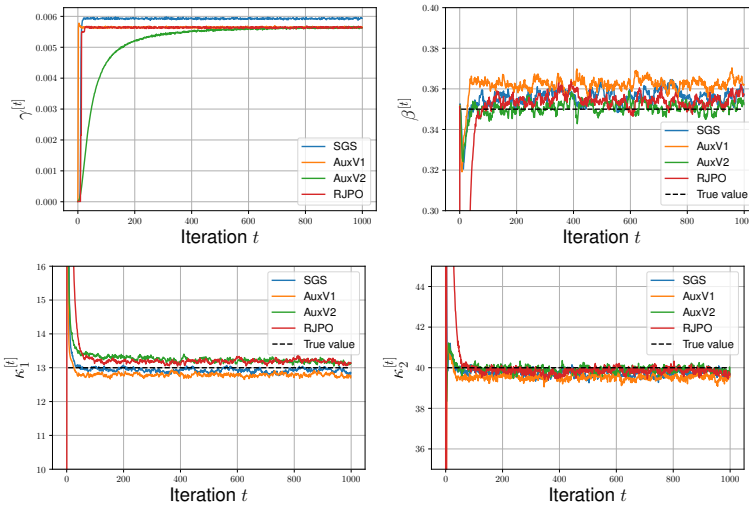 0.006
0.005
0.004
0.003
0.002
0.001
0.000
γ[t]
SGS
AuxV1
AuxV2
RJPO
0 200 400 600 800 1000
Iteration t
0.40
0.38
0.36
0.34
0.32
0.30
β[t]
SGS
AuxV1
AuxV2
RJPO
True value
0 200 400 600 800 1000
Iteration t
16
15
14
13
12
11
10
κ1[t]
SGS
AuxV1
AuxV2
RJPO
True value
0 200 400 600 800 1000
Iteration t
44
42
40
38
36
κ2[t]
SGS
AuxV1
AuxV2
RJPO
True value
0 200 400 600 800 1000
Iteration t